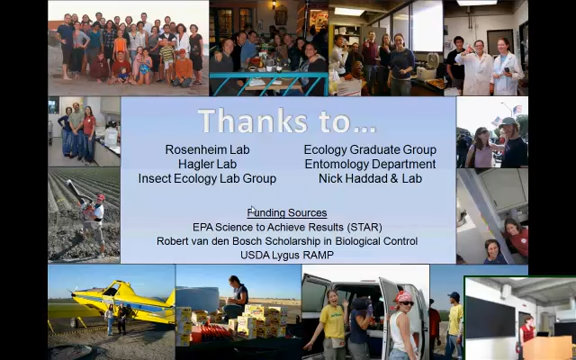 Thanks to...
Rosenheim Lab
Hagler Lab
Insect Ecology Lab Group
Ecology Graduate Group
Entomology Department
Nick Haddad & Lab
Funding Sources
EPA Science to Achieve Results (STAR)
Robert van den Bosch Scholarship in Biological Control
USDA Lygus RAMP